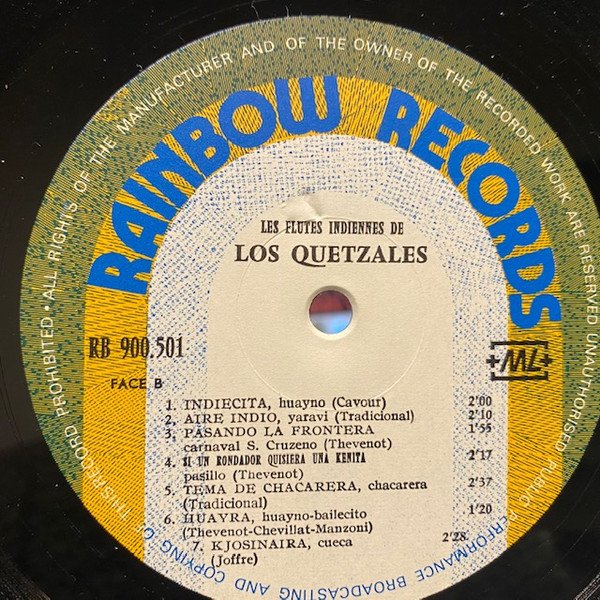 ALL RIGHTS OF THE MANUFACTUBER AND OF THE OWNER OF THE RECORDED WORK ARE RESERVED UNAUTHORISED PUBLIC PERFORMANCE BROADCASTING AND COPYING OF THIS RECORD PROHIBITED •
RAINBOW RECORDS
LES FLUTES INDIENNES DE
LOS QUETZALES
RB 900.501
FACE B
ML
1. INDIECITA, huayno (Cavour) 2'00
2. AIRE INDIO, yaravi (Tradicional) 2'10
3. PASANDO LA FRONTERA 1'55
carnaval S. Cruzeno (Thevenot)
4. SI UN RONDADOR QUISIERA UNA KENITA 2'17
pasillo (Thevenot)
5. TEMA DE CHACARERA, chacarera 2'37
(Tradicional)
6. HUAYRA, huayno-bailecito 1'20
(Thevenot-Chevillat-Manzoni)
7. KJOSINAIRA, cueca 2'28
(Joffre)